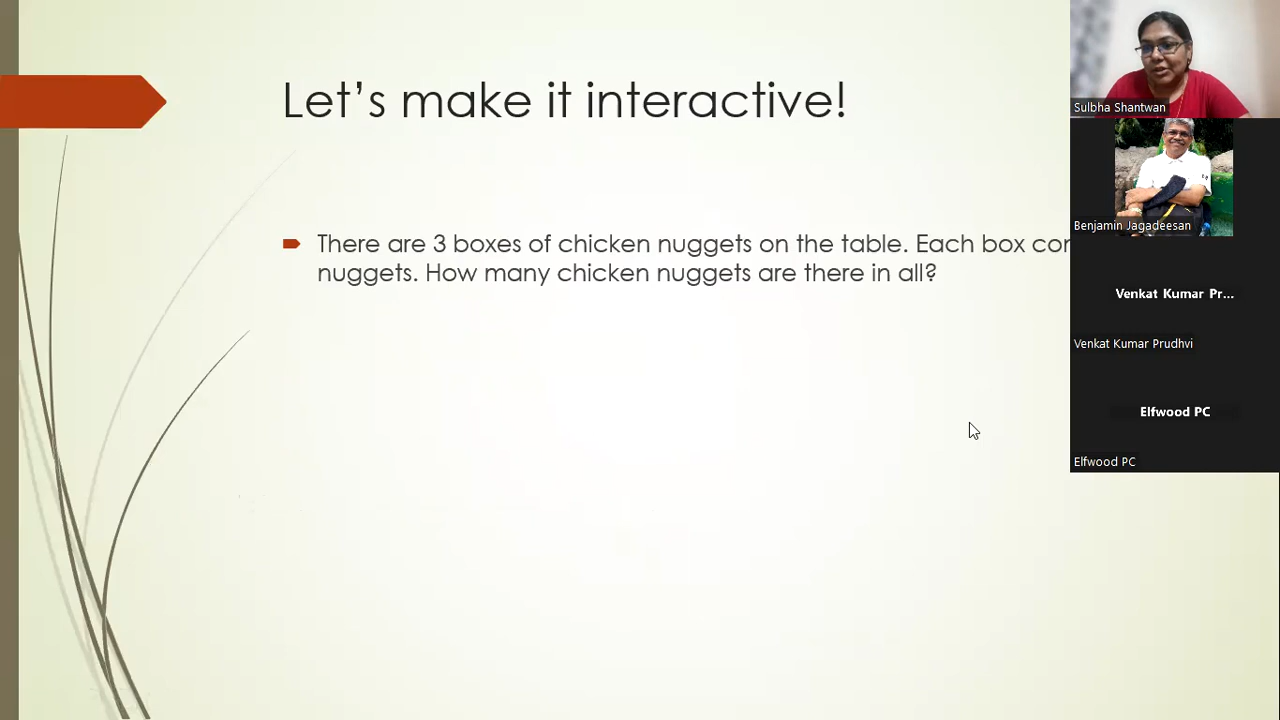 Let's make it interactive!
There are 3 boxes of chicken nuggets on the table. Each box
nuggets. How many chicken nuggets are there in all?
Sulbha Shantwan
Benjamin Jagadeesan
Venkat Kumar Pr...
Venkat Kumar Prudhvi
Elfwood PC
Elfwood PC